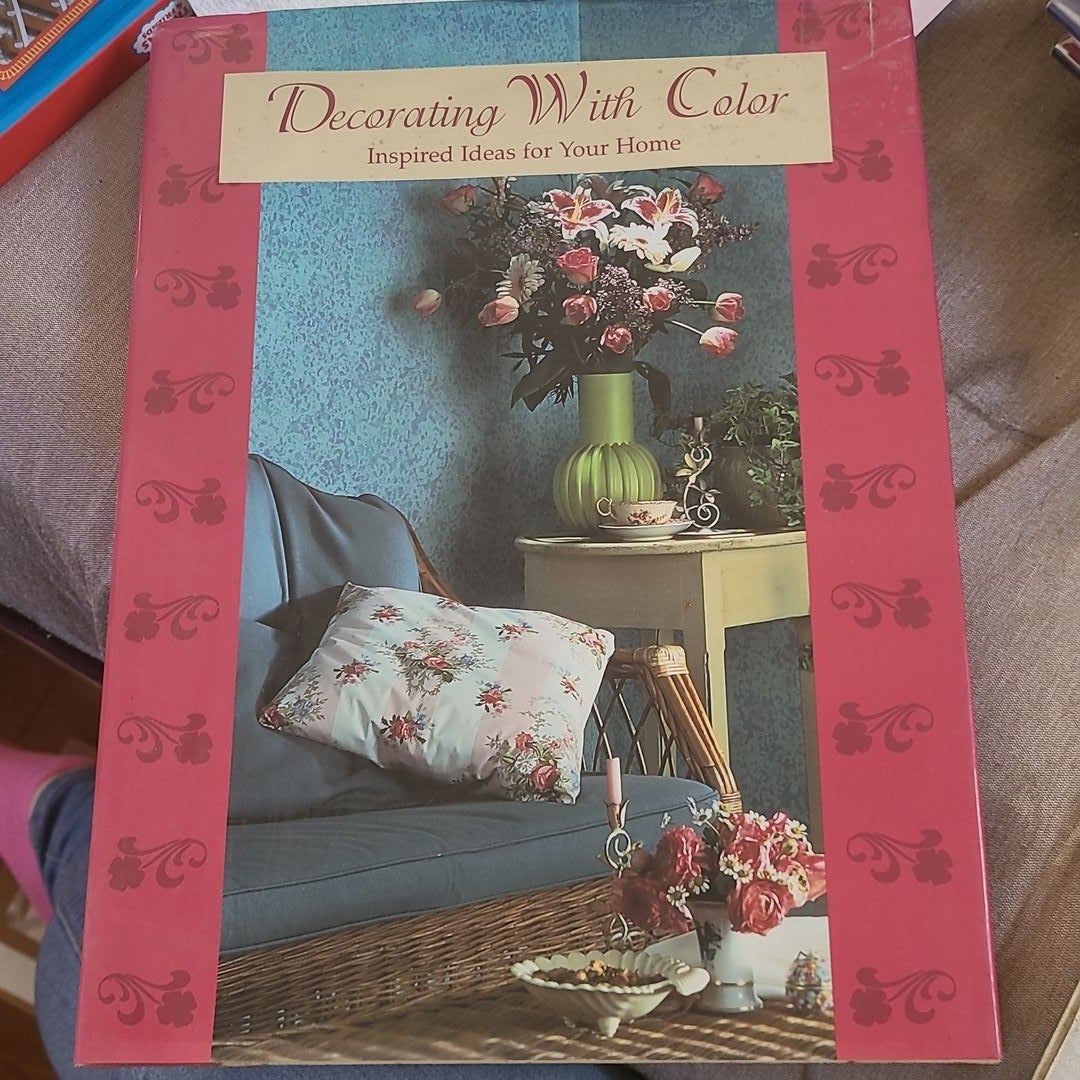 Decorating With Color
Inspired Ideas for Your Home